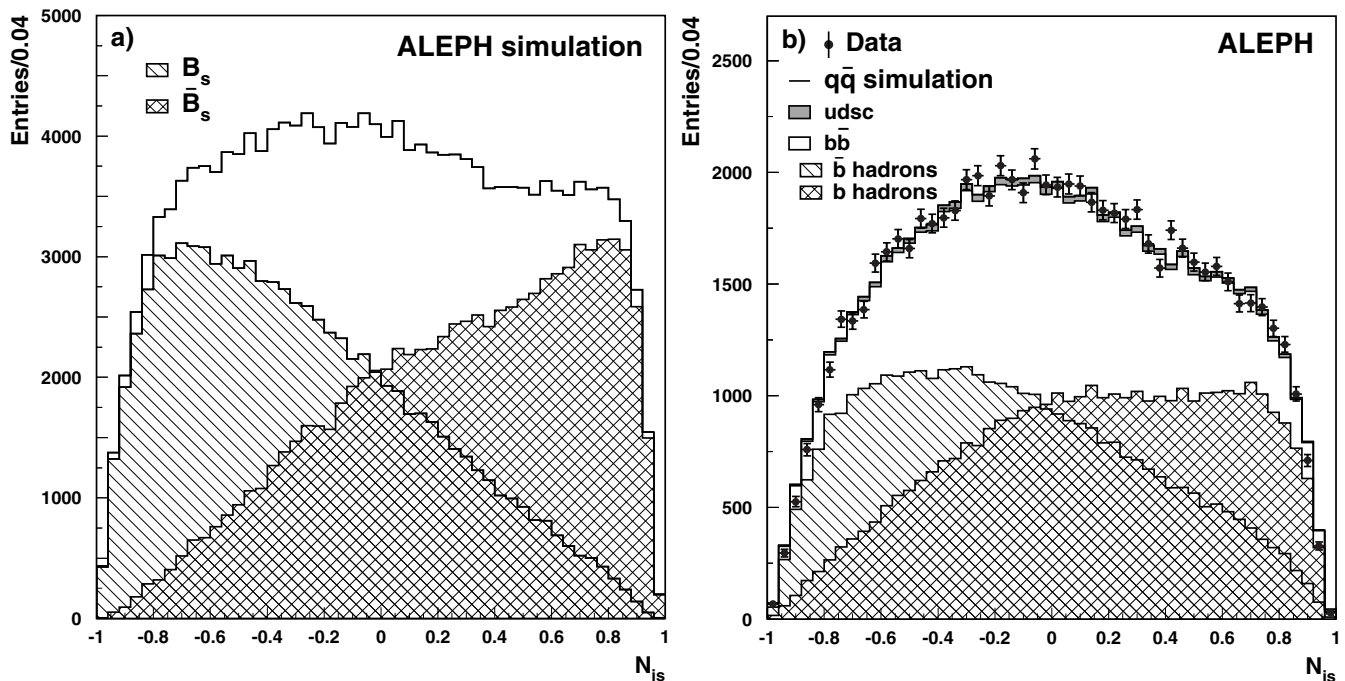 a)
ALEPH simulation
B_s
B̄_s
Entries/0.04
5000
4000
3000
2000
1000
0
-1 -0.8 -0.6 -0.4 -0.2 0 0.2 0.4 0.6 0.8 1
N_is
b)
ALEPH
Data
qq̄ simulation
udsc
bb̄
b̄ hadrons
b hadrons
Entries/0.04
2500
2000
1500
1000
500
0
-1 -0.8 -0.6 -0.4 -0.2 0 0.2 0.4 0.6 0.8 1
N_is